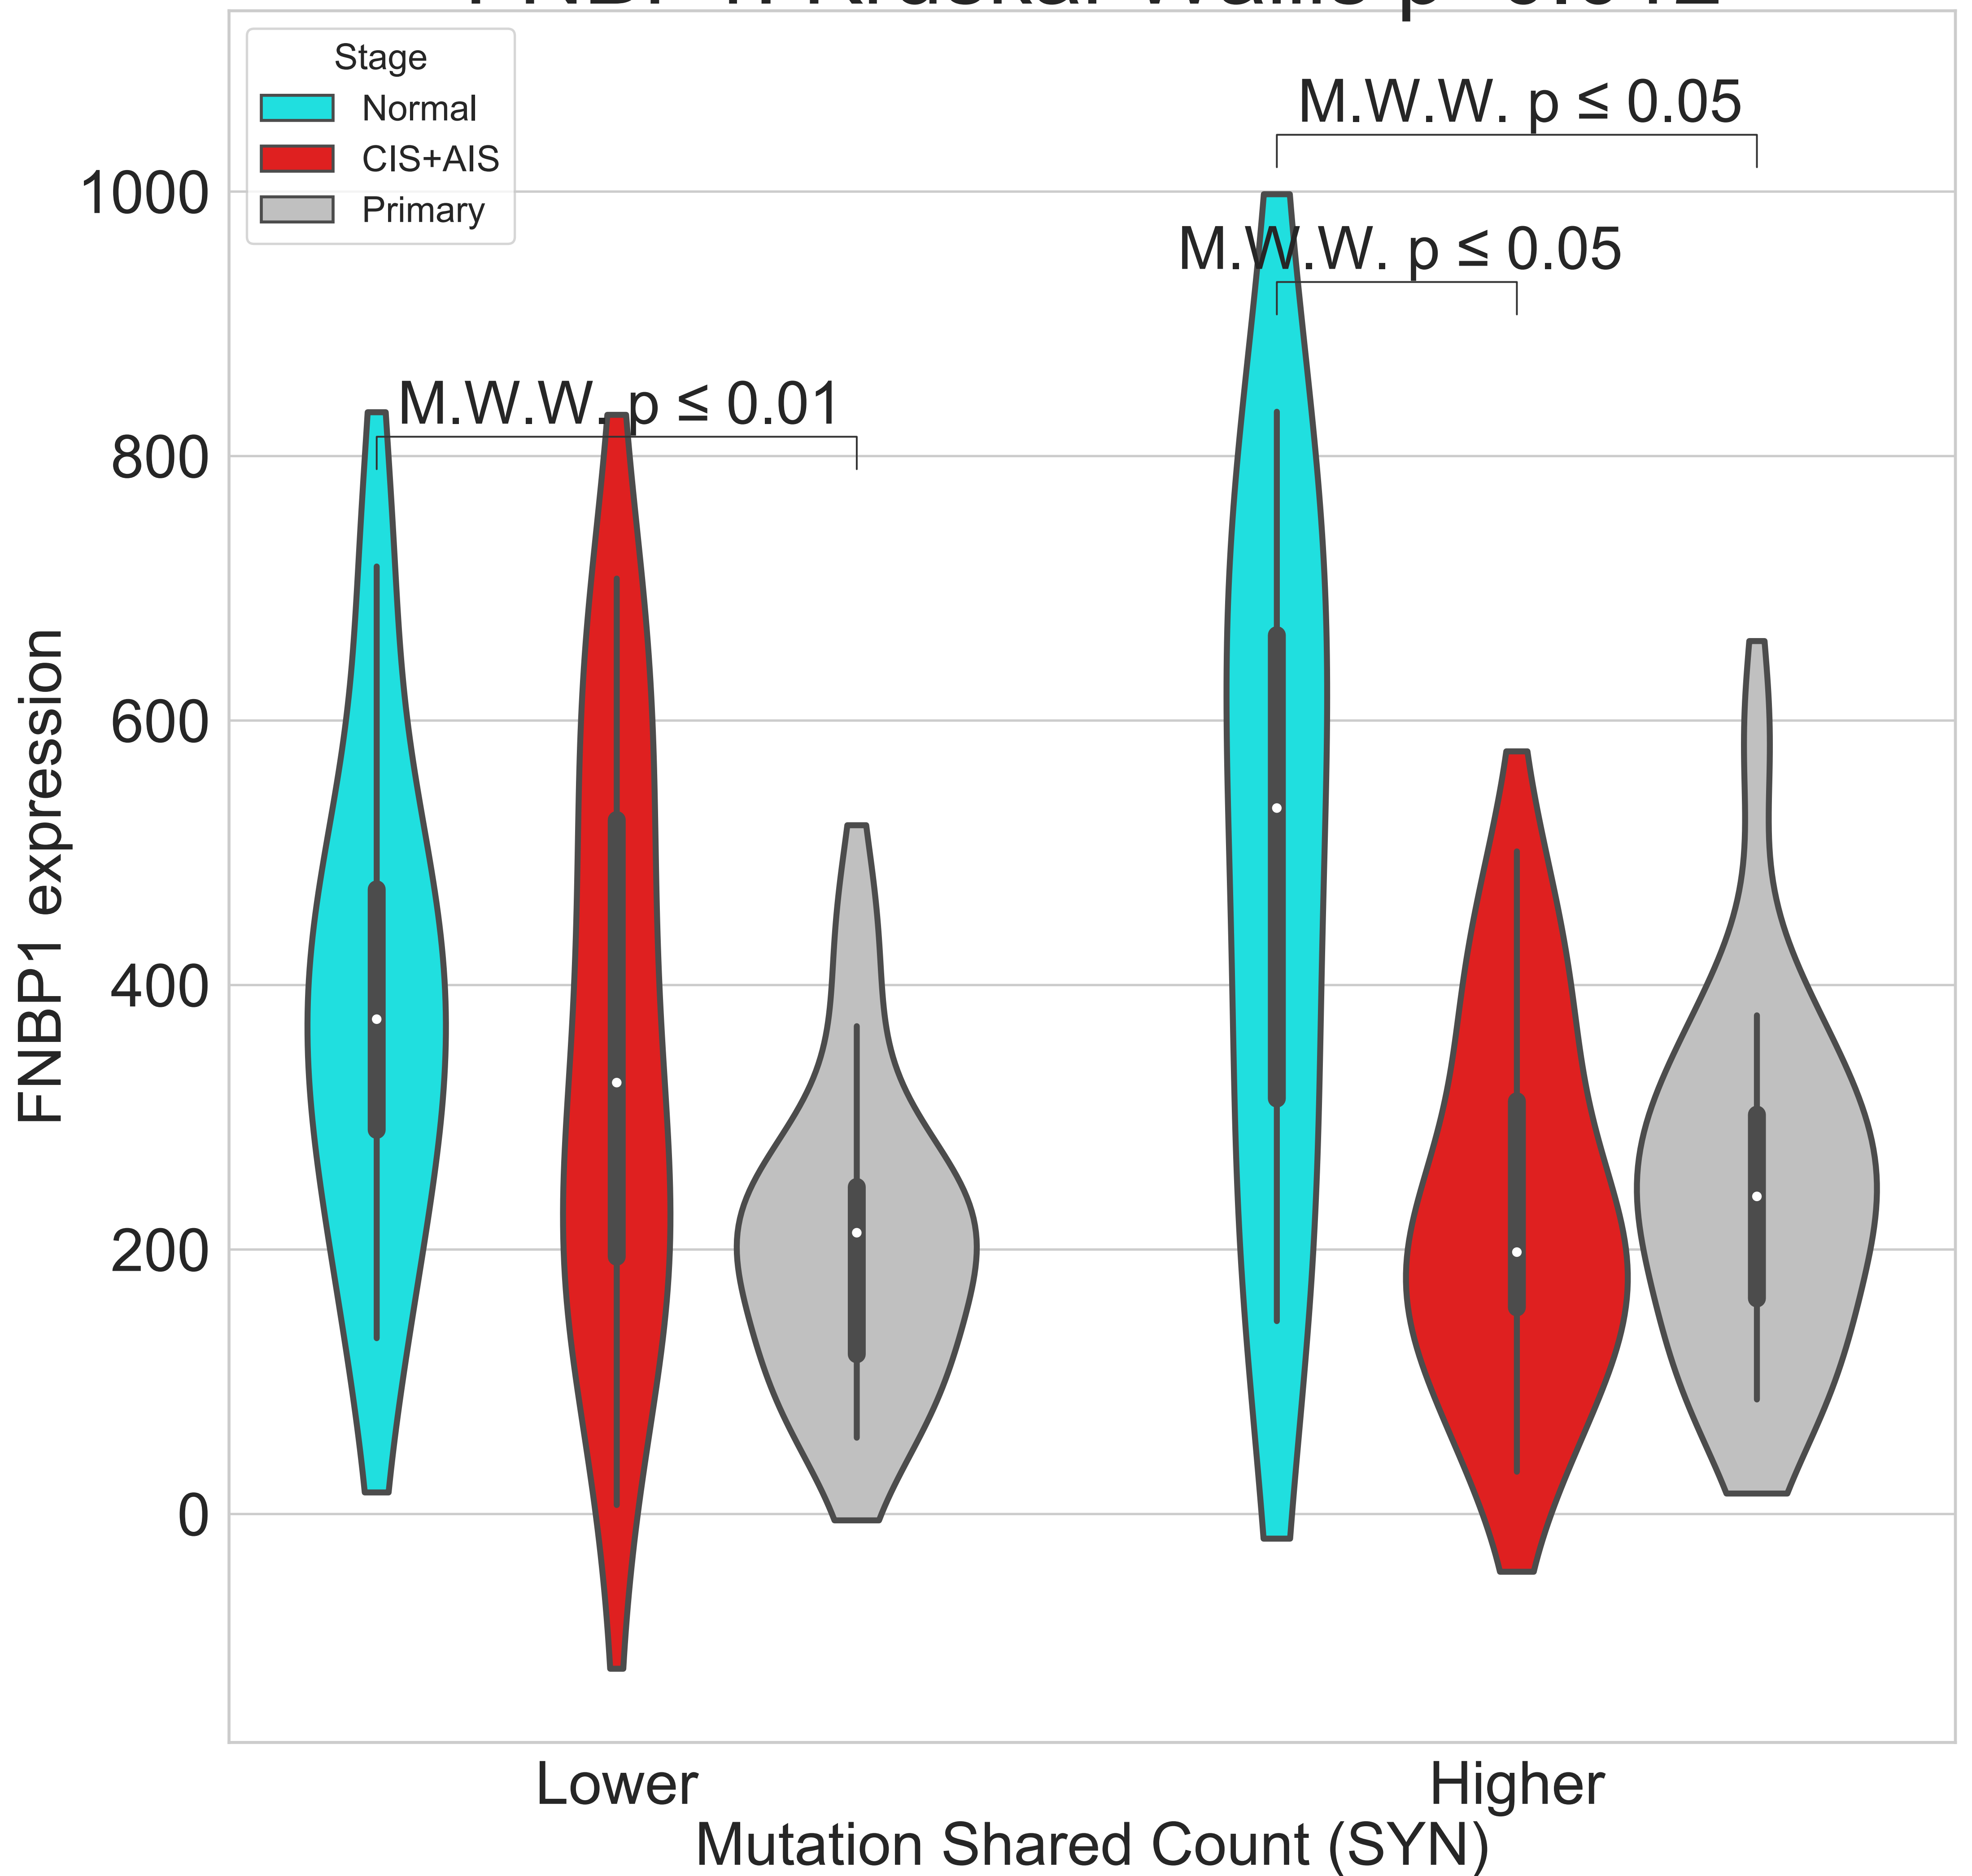 Stage
Normal
CIS+AIS
Primary
M.W.W. p ≤ 0.05
M.W.W. p ≤ 0.05
M.W.W. p ≤ 0.01
1000
800
600
400
200
0
FNBP1 expression
Lower
Higher
Mutation Shared Count (SYN)